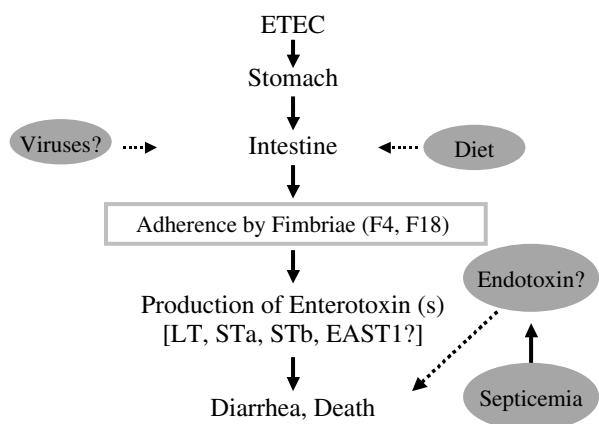 ETEC
Stomach
Viruses?
Intestine
Diet
Adherence by Fimbriae (F4, F18)
Endotoxin?
Production of Enterotoxin (s)
[LT, STa, STb, EAST1?]
Septicemia
Diarrhea, Death